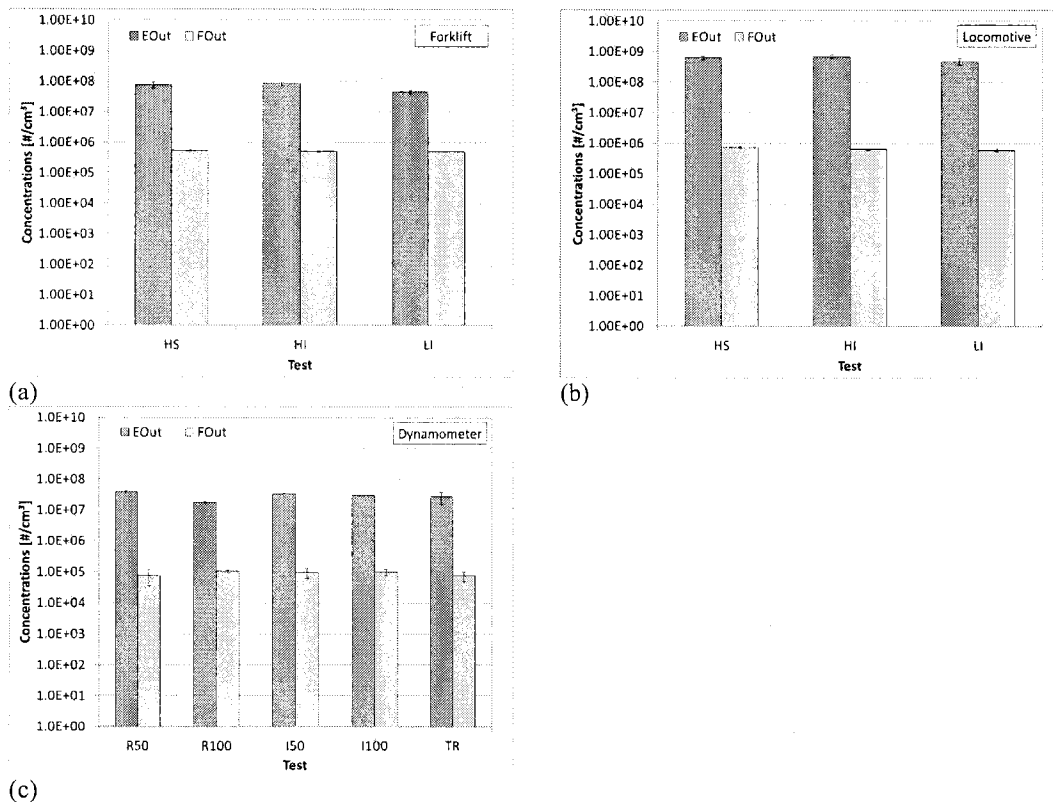 1.00E+10
1.00E+09
1.00E+08
1.00E+07
1.00E+06
1.00E+05
1.00E+04
1.00E+03
1.00E+02
1.00E+01
1.00E+00
Concentrations [#/cm³]
EOut FOut
Forklift
HS HI LI
Test
(a)
1.00E+10
1.00E+09
1.00E+08
1.00E+07
1.00E+06
1.00E+05
1.00E+04
1.00E+03
1.00E+02
1.00E+01
1.00E+00
Concentrations [#/cm³]
EOut FOut
Locomotive
HS HI LI
Test
(b)
1.0E+10
1.0E+09
1.0E+08
1.0E+07
1.0E+06
1.0E+05
1.0E+04
1.0E+03
1.0E+02
1.0E+01
1.0E+00
Concentrations [#/cm³]
EOut FOut
Dynamometer
R50 R100 I50 I100 TR
Test
(c)